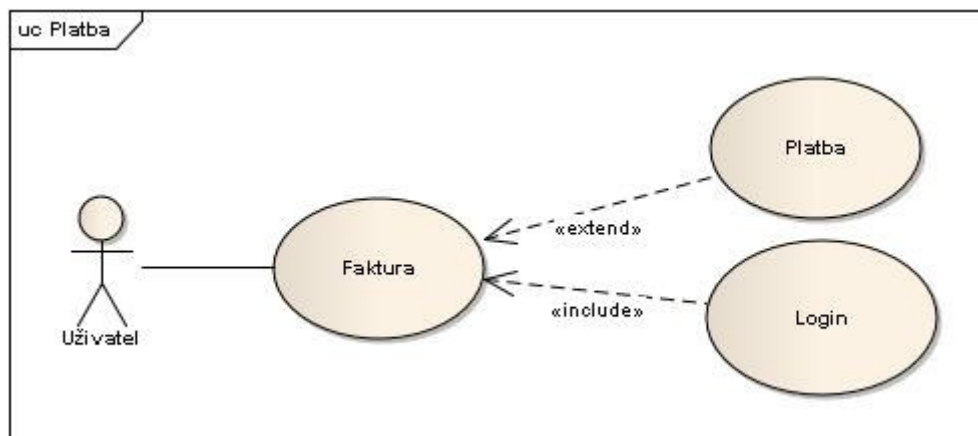 uc Platba
Platba
«extend»
Faktura
«include»
Login
Uživatel